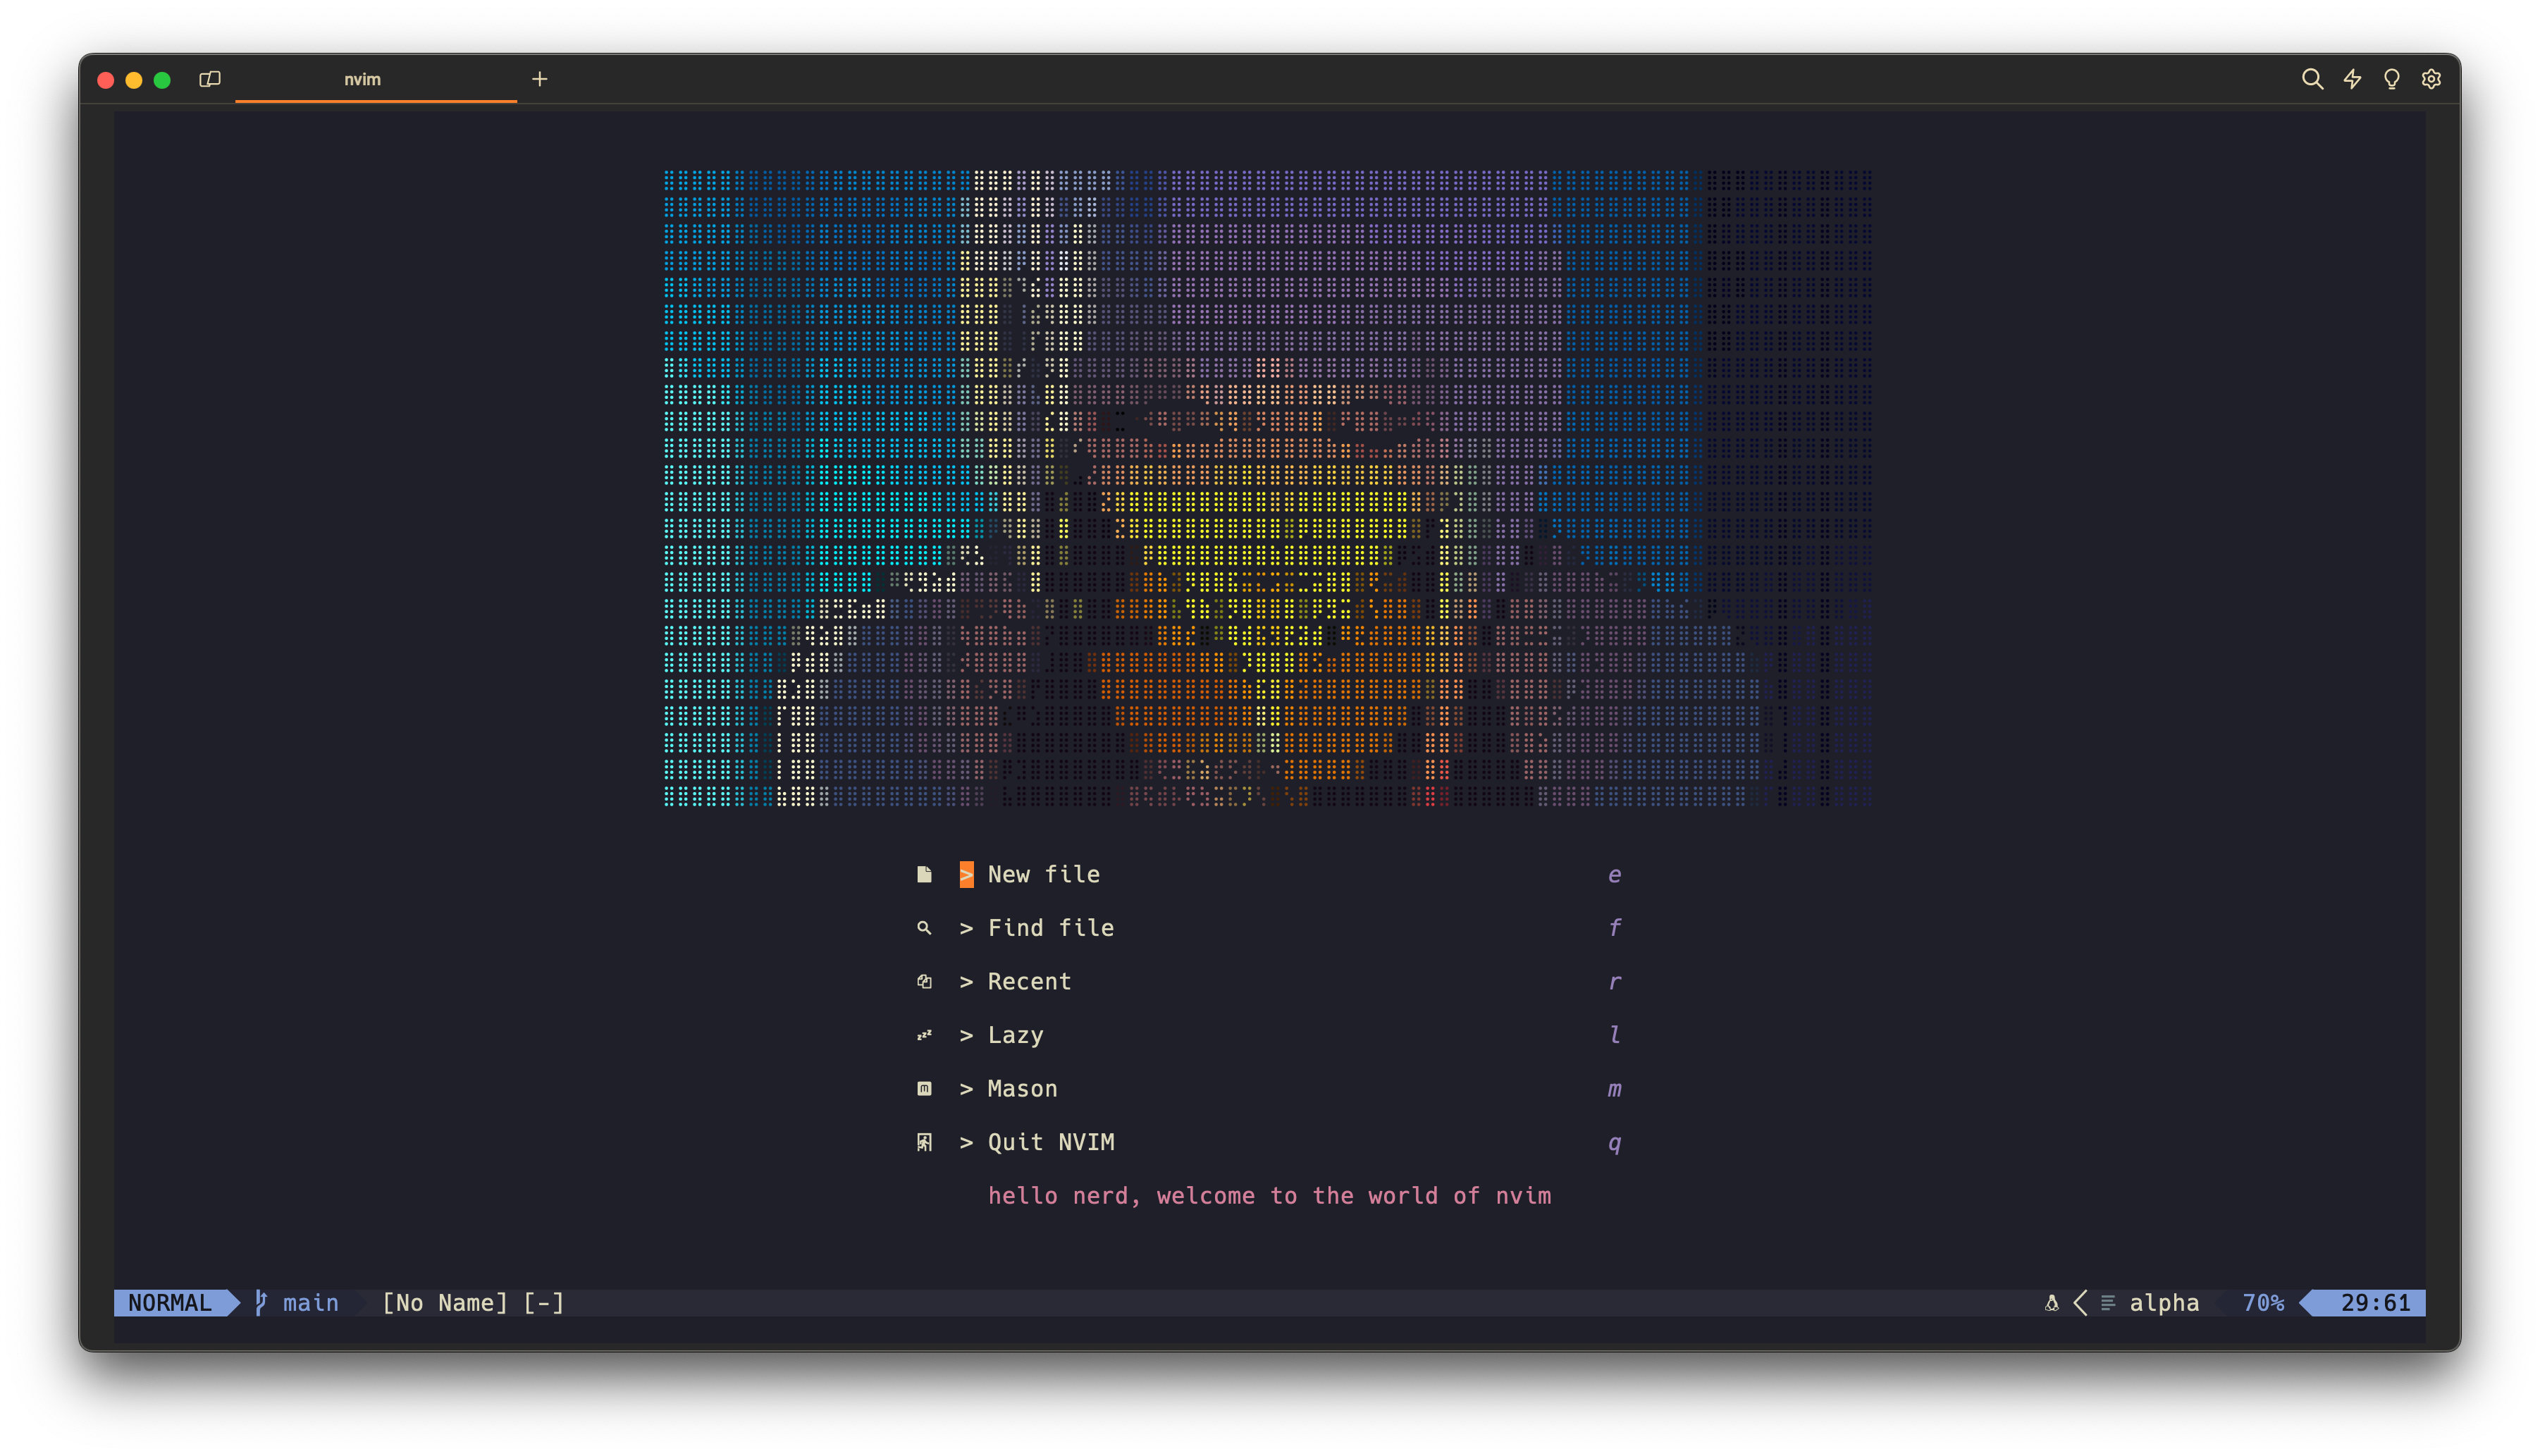 nvim
> New file e
> Find file f
> Recent r
> Lazy l
> Mason m
> Quit NVIM q
hello nerd, welcome to the world of nvim
NORMAL main [No Name] [-] alpha 70% 29:61